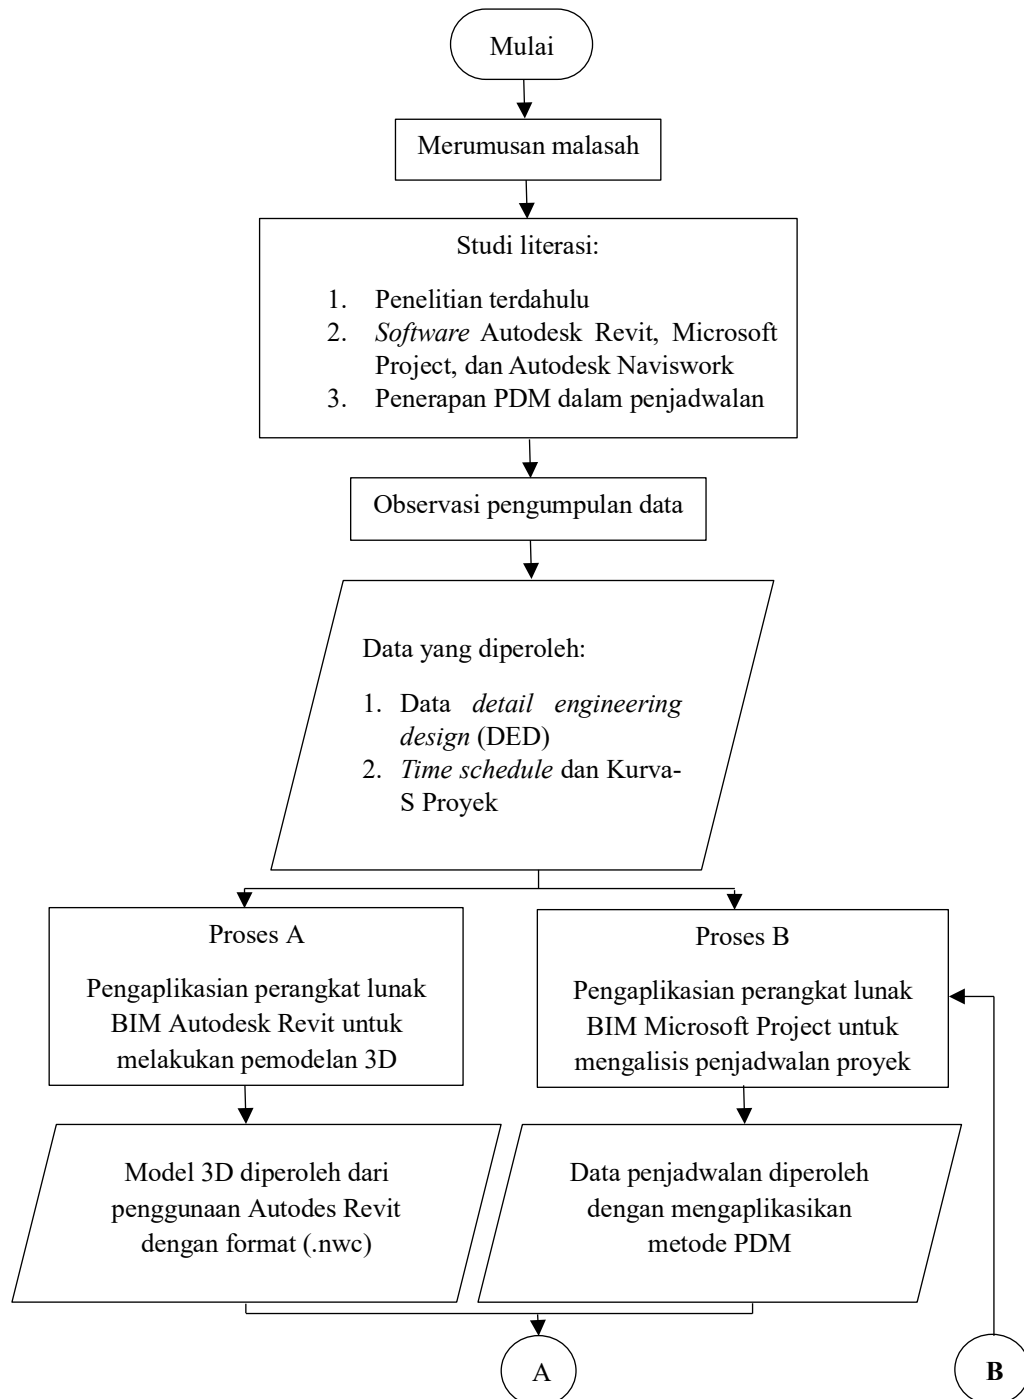 Mulai
Merumusan malasah
Studi literasi:
1. Penelitian terdahulu
2. Software Autodesk Revit, Microsoft
Project, dan Autodesk Naviswork
3. Penerapan PDM dalam penjadwalan
Observasi pengumpulan data
Data yang diperoleh:
1. Data detail engineering
design (DED)
2. Time schedule dan Kurva-
S Proyek
Proses A
Pengaplikasian perangkat lunak
BIM Autodesk Revit untuk
melakukan pemodelan 3D
Proses B
Pengaplikasian perangkat lunak
BIM Microsoft Project untuk
mengalisis penjadwalan proyek
Model 3D diperoleh dari
penggunaan Autodes Revit
dengan format (.nwc)
Data penjadwalan diperoleh
dengan mengaplikasikan
metode PDM
A
B